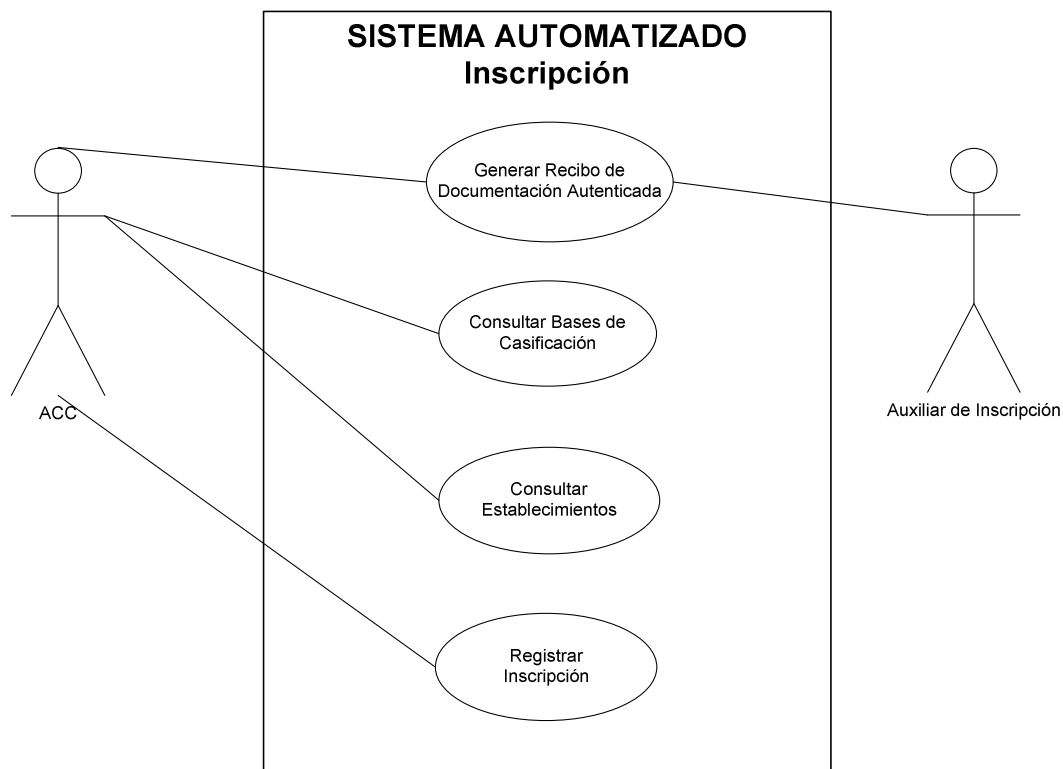 SISTEMA AUTOMATIZADO
Inscripción
Generar Recibo de
Documentación Autenticada
Consultar Bases de
Casificación
ACC
Auxiliar de Inscripción
Consultar
Establecimientos
Registrar
Inscripción